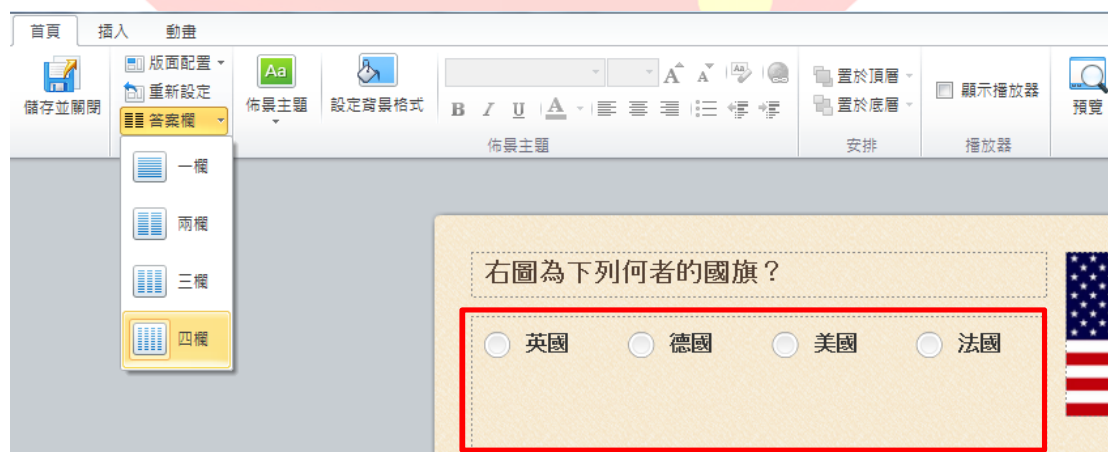 首頁 插入 動畫
儲存並關閉
版面配置
重新設定
答案欄
Aa
佈景主題
設定背景格式
A A Aa
B I U A
佈景主題
置於頂層
置於底層
安排
顯示播放器
播放器
預覽
一欄
兩欄
三欄
四欄
右圖為下列何者的國旗？
英國 德國 美國 法國